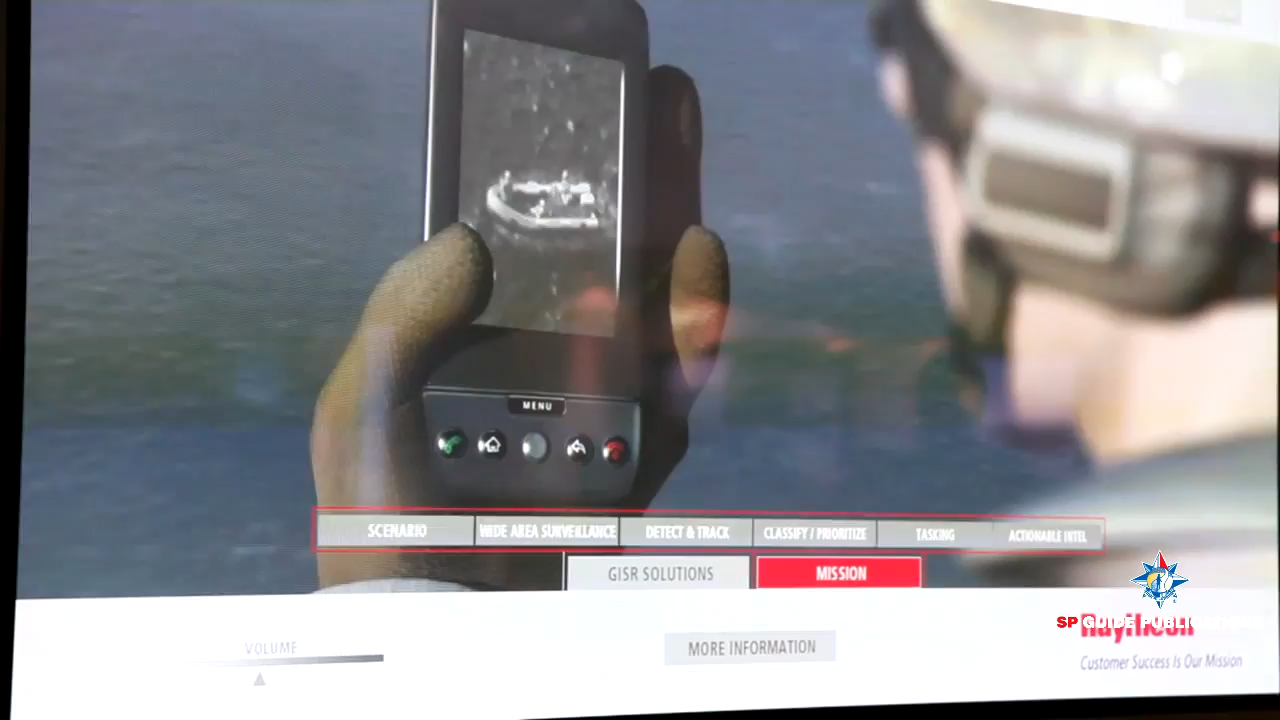 MENU
SCENARIO
WIDE AREA SURVEILLANCE
DETECT & TRACK
CLASSIFY / PRIORITIZE
TASKING
ACTIONABLE INTEL
GISR SOLUTIONS
MISSION
VOLUME
MORE INFORMATION
Raytheon
SP GUIDE
Customer Success Is Our Mission